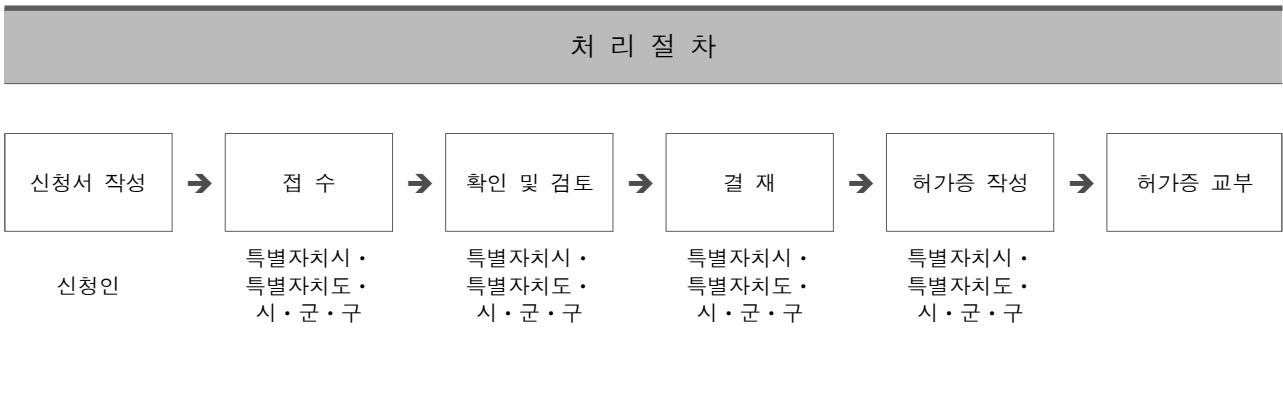 처 리 절 차
신청서 작성 ➔ 접 수 ➔ 확인 및 검토 ➔ 결 재 ➔ 허가증 작성 ➔ 허가증 교부
신청인
특별자치시・
특별자치도・
시・군・구
특별자치시・
특별자치도・
시・군・구
특별자치시・
특별자치도・
시・군・구
특별자치시・
특별자치도・
시・군・구